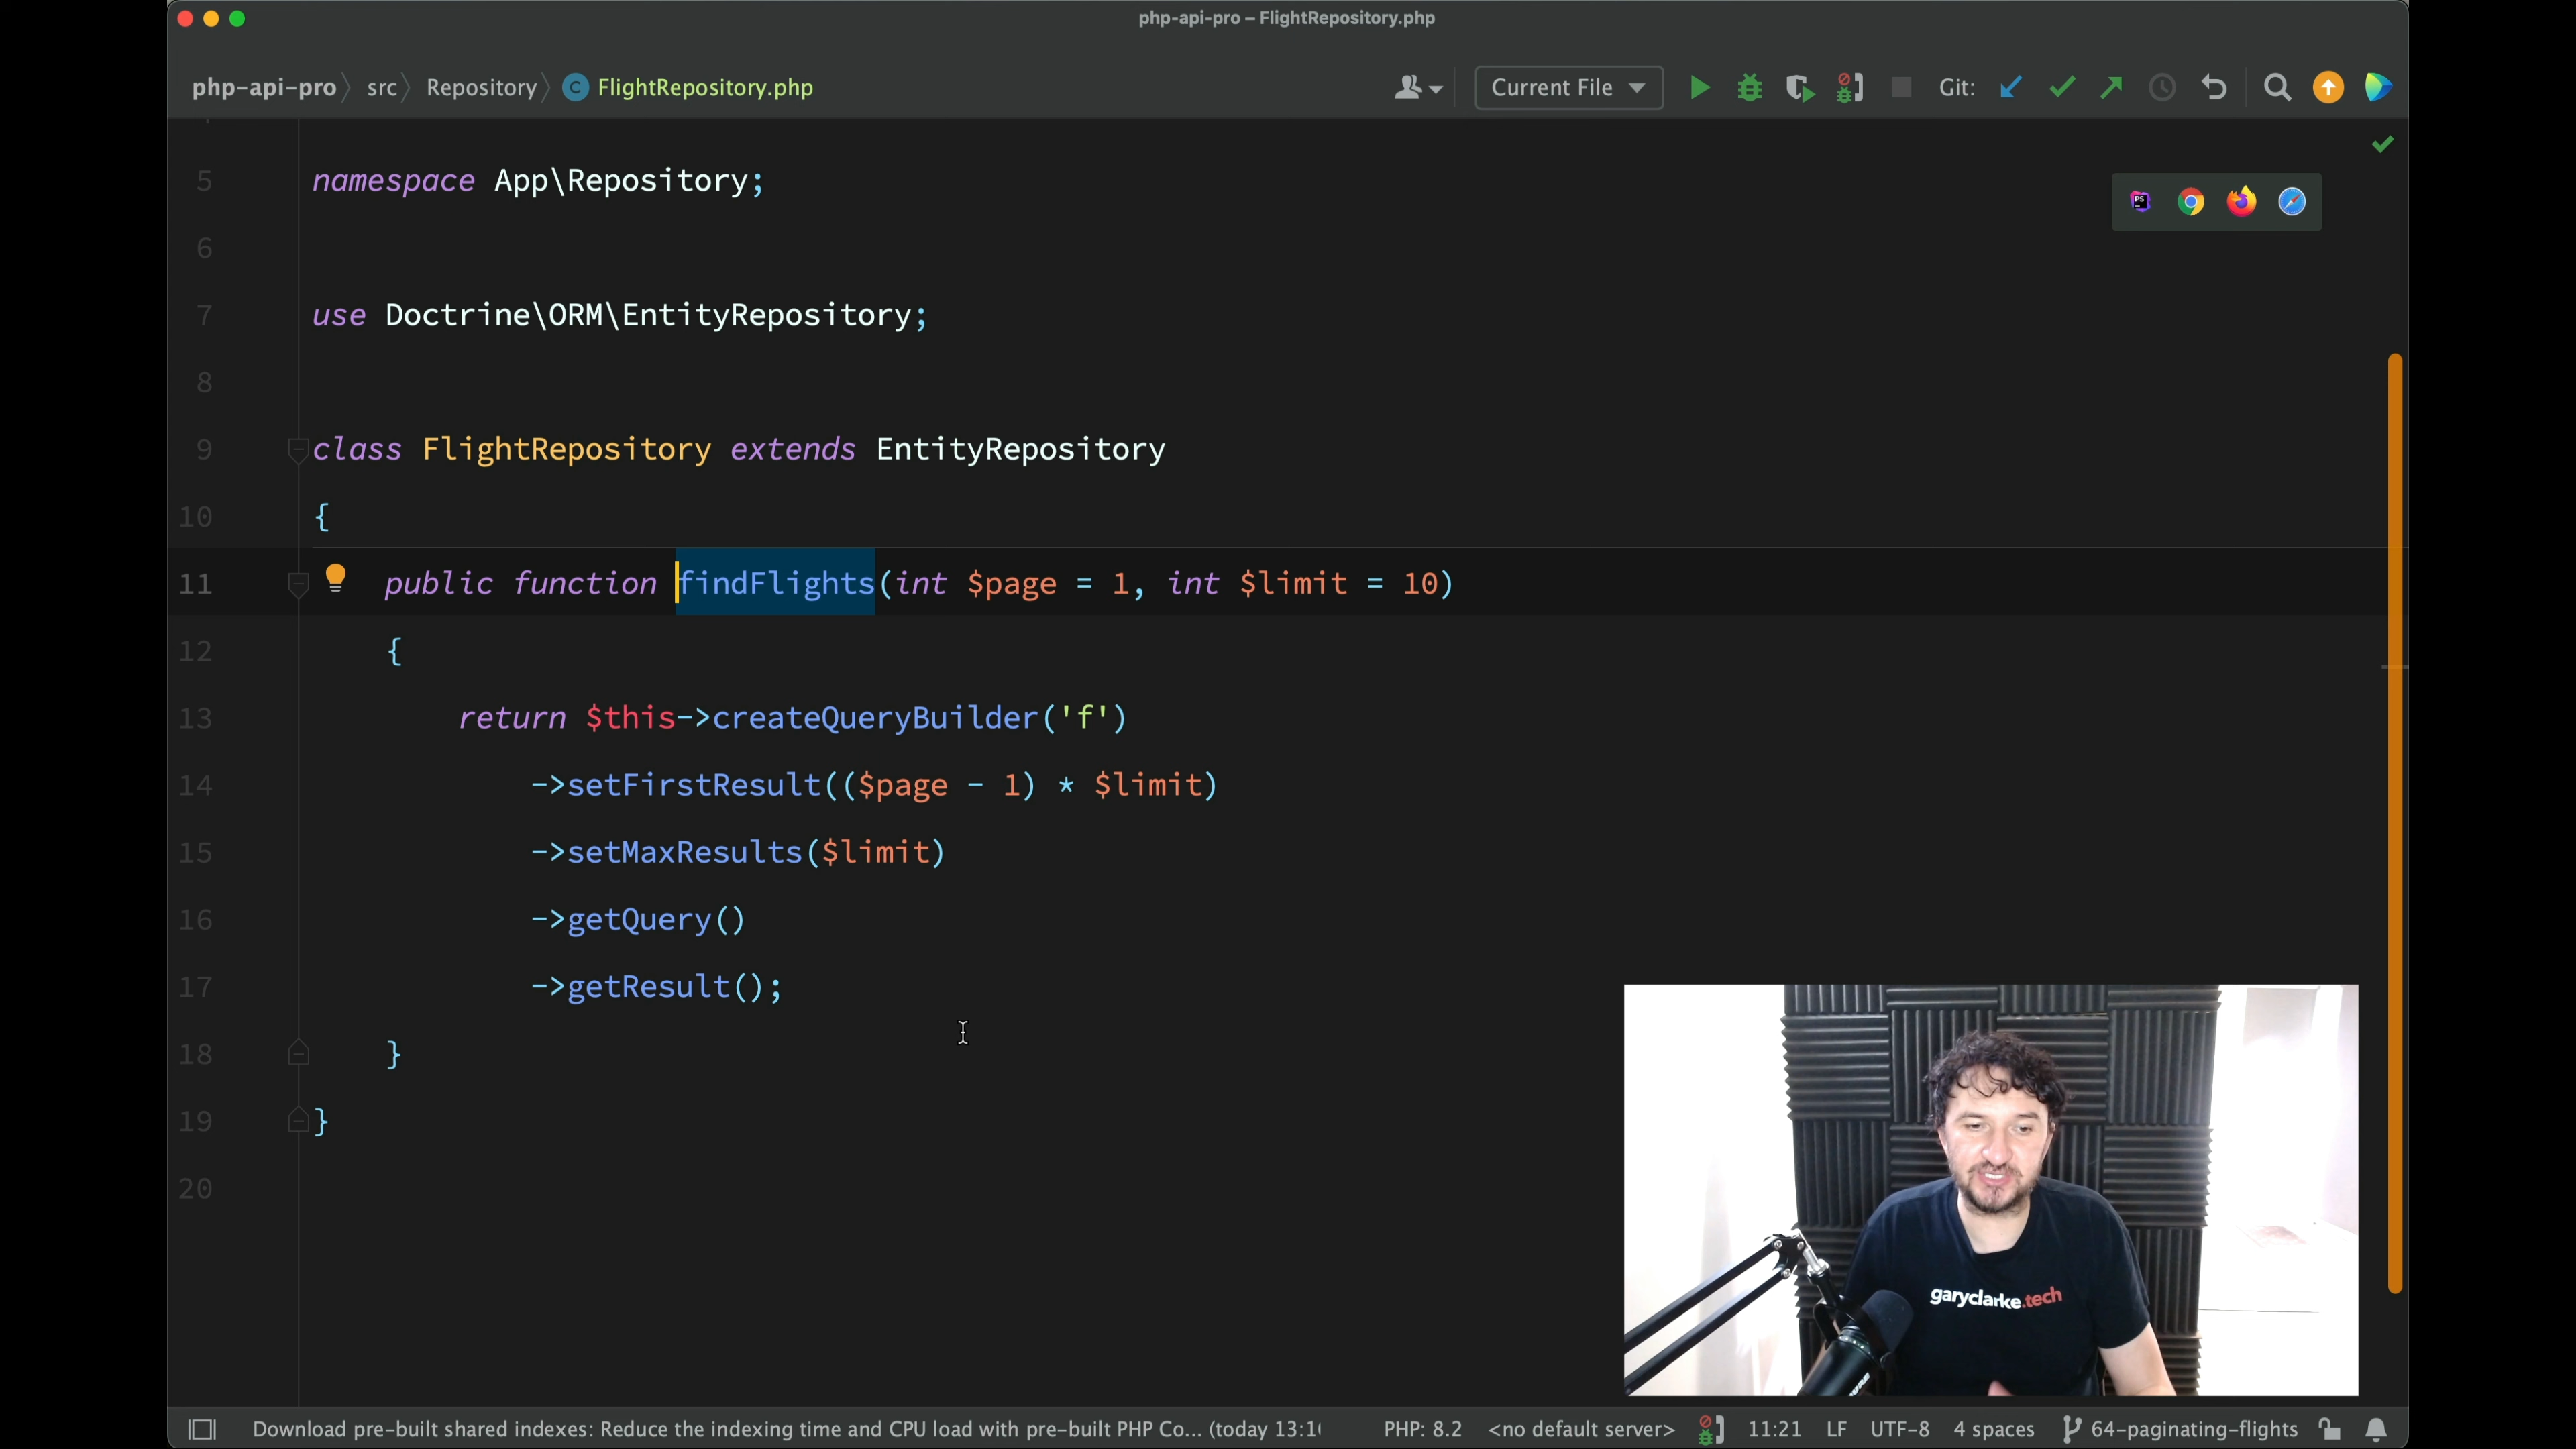 php-api-pro – FlightRepository.php
php-api-pro src Repository C FlightRepository.php
Current File
Git:
5 namespace App\Repository;
6
7 use Doctrine\ORM\EntityRepository;
8
9 class FlightRepository extends EntityRepository
10 {
11 public function findFlights(int $page = 1, int $limit = 10)
12 {
13 return $this->createQueryBuilder('f')
14 ->setFirstResult(($page - 1) * $limit)
15 ->setMaxResults($limit)
16 ->getQuery()
17 ->getResult();
18 }
19 }
20
PS
garyclarke.tech
Download pre-built shared indexes: Reduce the indexing time and CPU load with pre-built PHP Co... (today 13:1
PHP: 8.2 <no default server> 11:21 LF UTF-8 4 spaces 64-paginating-flights